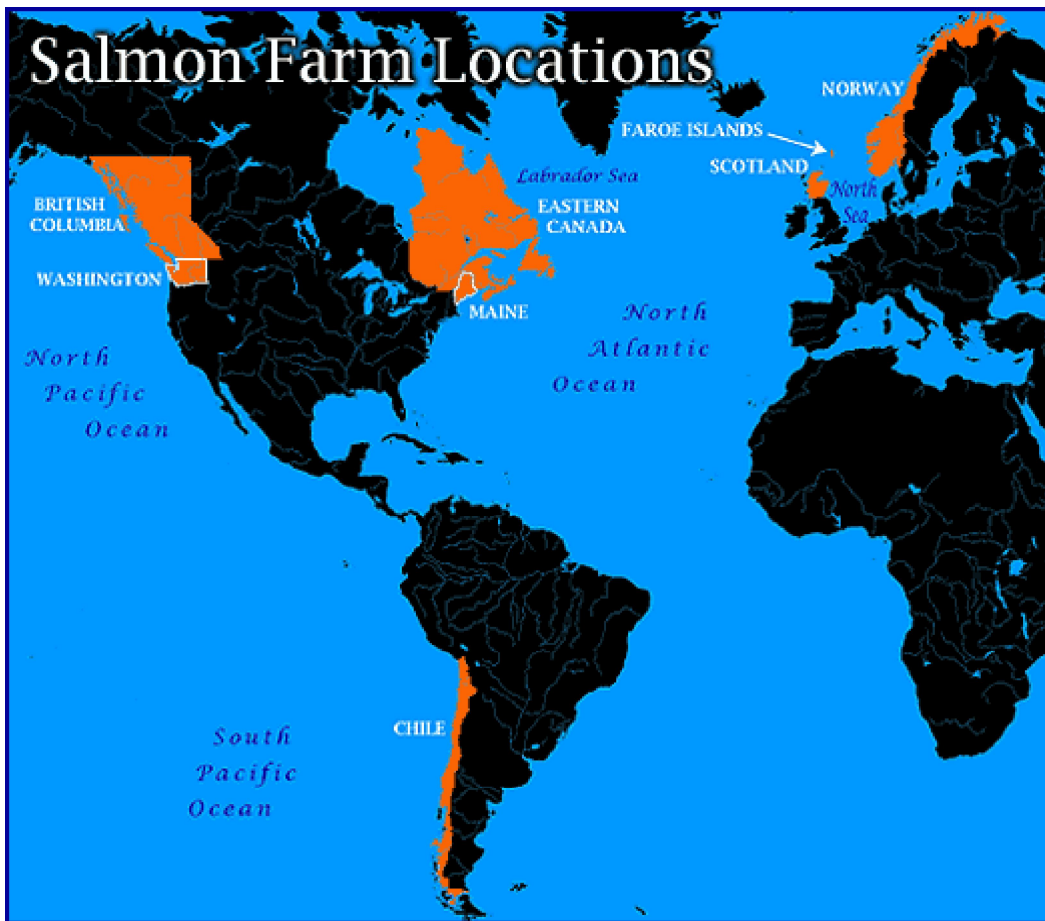 Salmon Farm Locations
NORWAY
FAROE ISLANDS
SCOTLAND
North
Sea
Labrador Sea
EASTERN
CANADA
BRITISH
COLUMBIA
WASHINGTON
MAINE
North
Atlantic
Ocean
North
Pacific
Ocean
CHILE
South
Pacific
Ocean